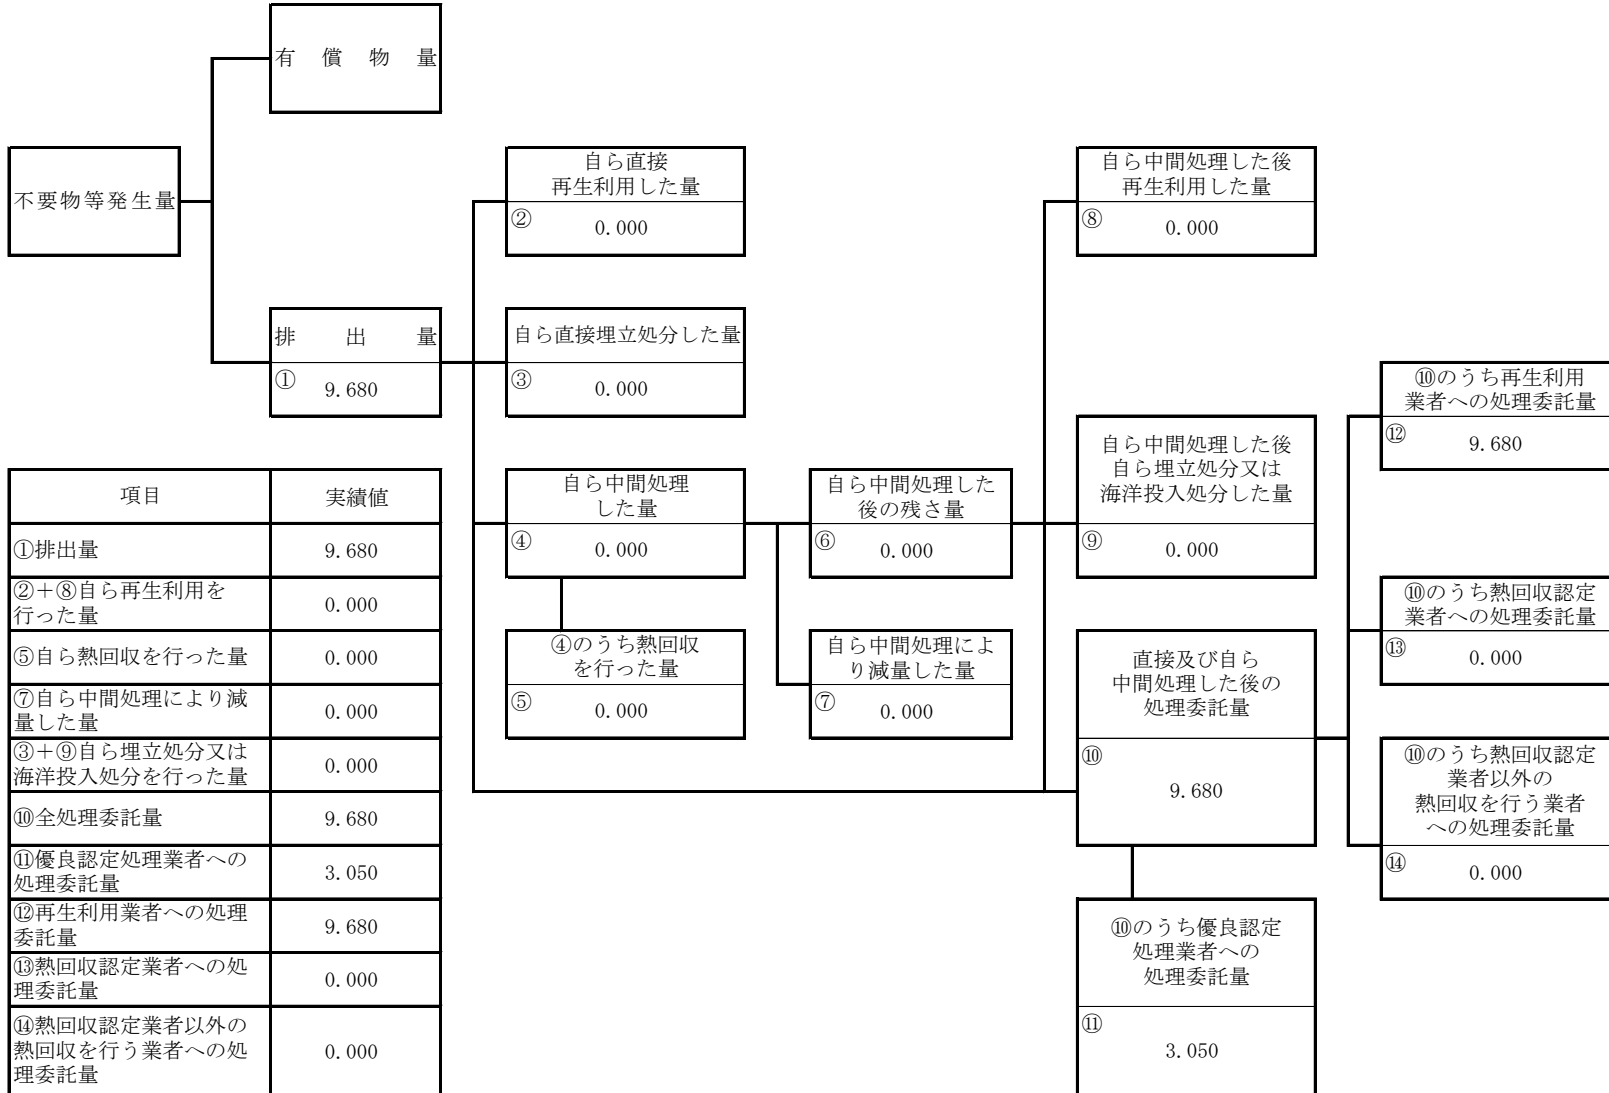 有償物量
不要物等発生量
自ら直接
再生利用した量
②
0.000
自ら中間処理した後
再生利用した量
⑧
0.000
排出量
①
9.680
自ら直接埋立処分した量
③
0.000
⑩のうち再生利用
業者への処理委託量
⑫
9.680
自ら中間処理した後
自ら埋立処分又は
海洋投入処分した量
⑨
0.000
自ら中間処理
した量
④
0.000
自ら中間処理した
後の残さ量
⑥
0.000
⑩のうち熱回収認定
業者への処理委託量
⑬
0.000
④のうち熱回収
を行った量
⑤
0.000
自ら中間処理によ
り減量した量
⑦
0.000
直接及び自ら
中間処理した後の
処理委託量
⑩
9.680
⑩のうち熱回収認定
業者以外の
熱回収を行う業者
への処理委託量
⑭
0.000
⑩のうち優良認定
処理業者への
処理委託量
⑪
3.050
項目 実績値
①排出量 9.680
②+⑧自ら再生利用を
行った量
0.000
⑤自ら熱回収を行った量 0.000
⑦自ら中間処理により減
量した量
0.000
③+⑨自ら埋立処分又は
海洋投入処分を行った量
0.000
⑩全処理委託量 9.680
⑪優良認定処理業者への
処理委託量
3.050
⑫再生利用業者への処理
委託量
9.680
⑬熱回収認定業者への処
理委託量
0.000
⑭熱回収認定業者以外の
熱回収を行う業者への処
理委託量
0.000